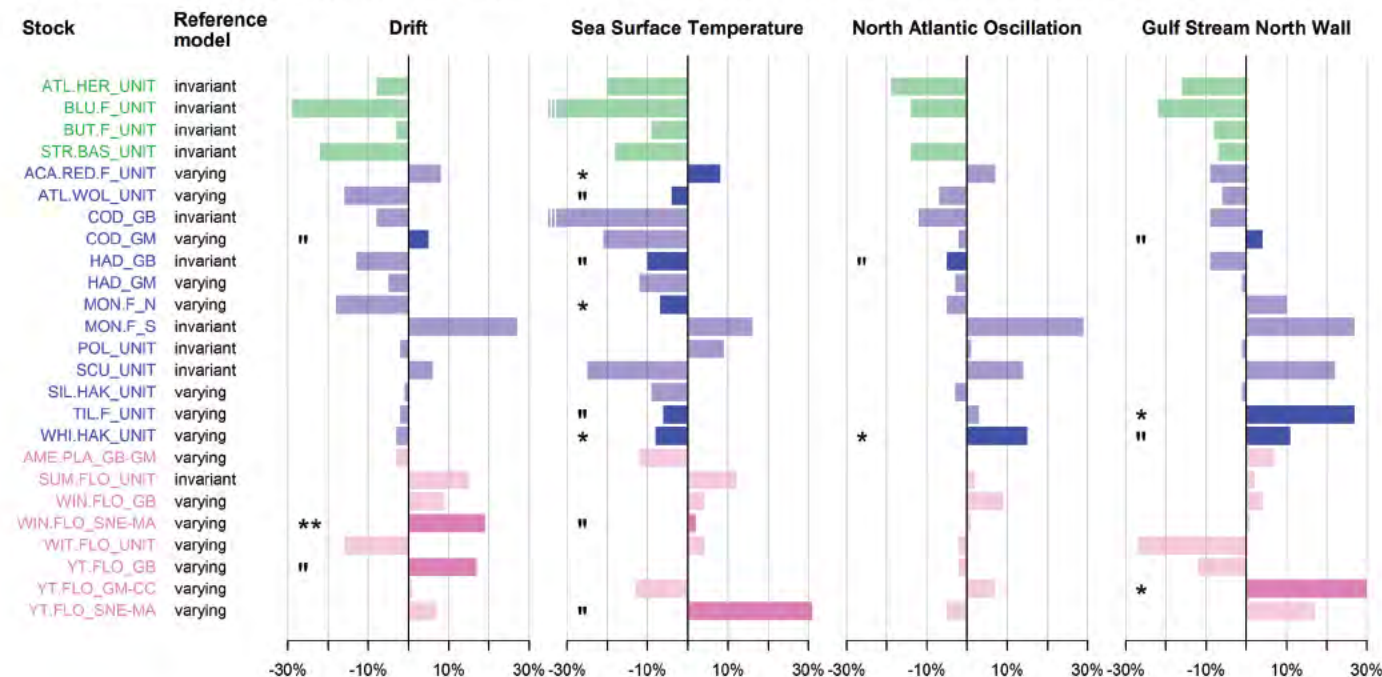 Stock Reference model Drift Sea Surface Temperature North Atlantic Oscillation Gulf Stream North Wall
ATL.HER_UNIT invariant
BLU.F_UNIT invariant
BUT.F_UNIT invariant
STR.BAS_UNIT invariant
ACA.RED.F_UNIT varying *
ATL.WOL_UNIT varying "
COD_GB invariant
COD_GM varying " "
HAD_GB invariant " "
HAD_GM varying
MON.F_N varying *
MON.F_S invariant
POL_UNIT invariant
SCU_UNIT invariant
SIL.HAK_UNIT varying
TIL.F_UNIT varying " *
WHI.HAK_UNIT varying * * "
AME.PLA_GB-GM varying
SUM.FLO_UNIT invariant
WIN.FLO_GB varying
WIN.FLO_SNE-MA varying ** "
WIT.FLO_UNIT varying
YT.FLO_GB varying "
YT.FLO_GM-CC varying *
YT.FLO_SNE-MA varying "
-30% -10% 10% 30% -30% -10% 10% 30% -30% -10% 10% 30% -30% -10% 10% 30%